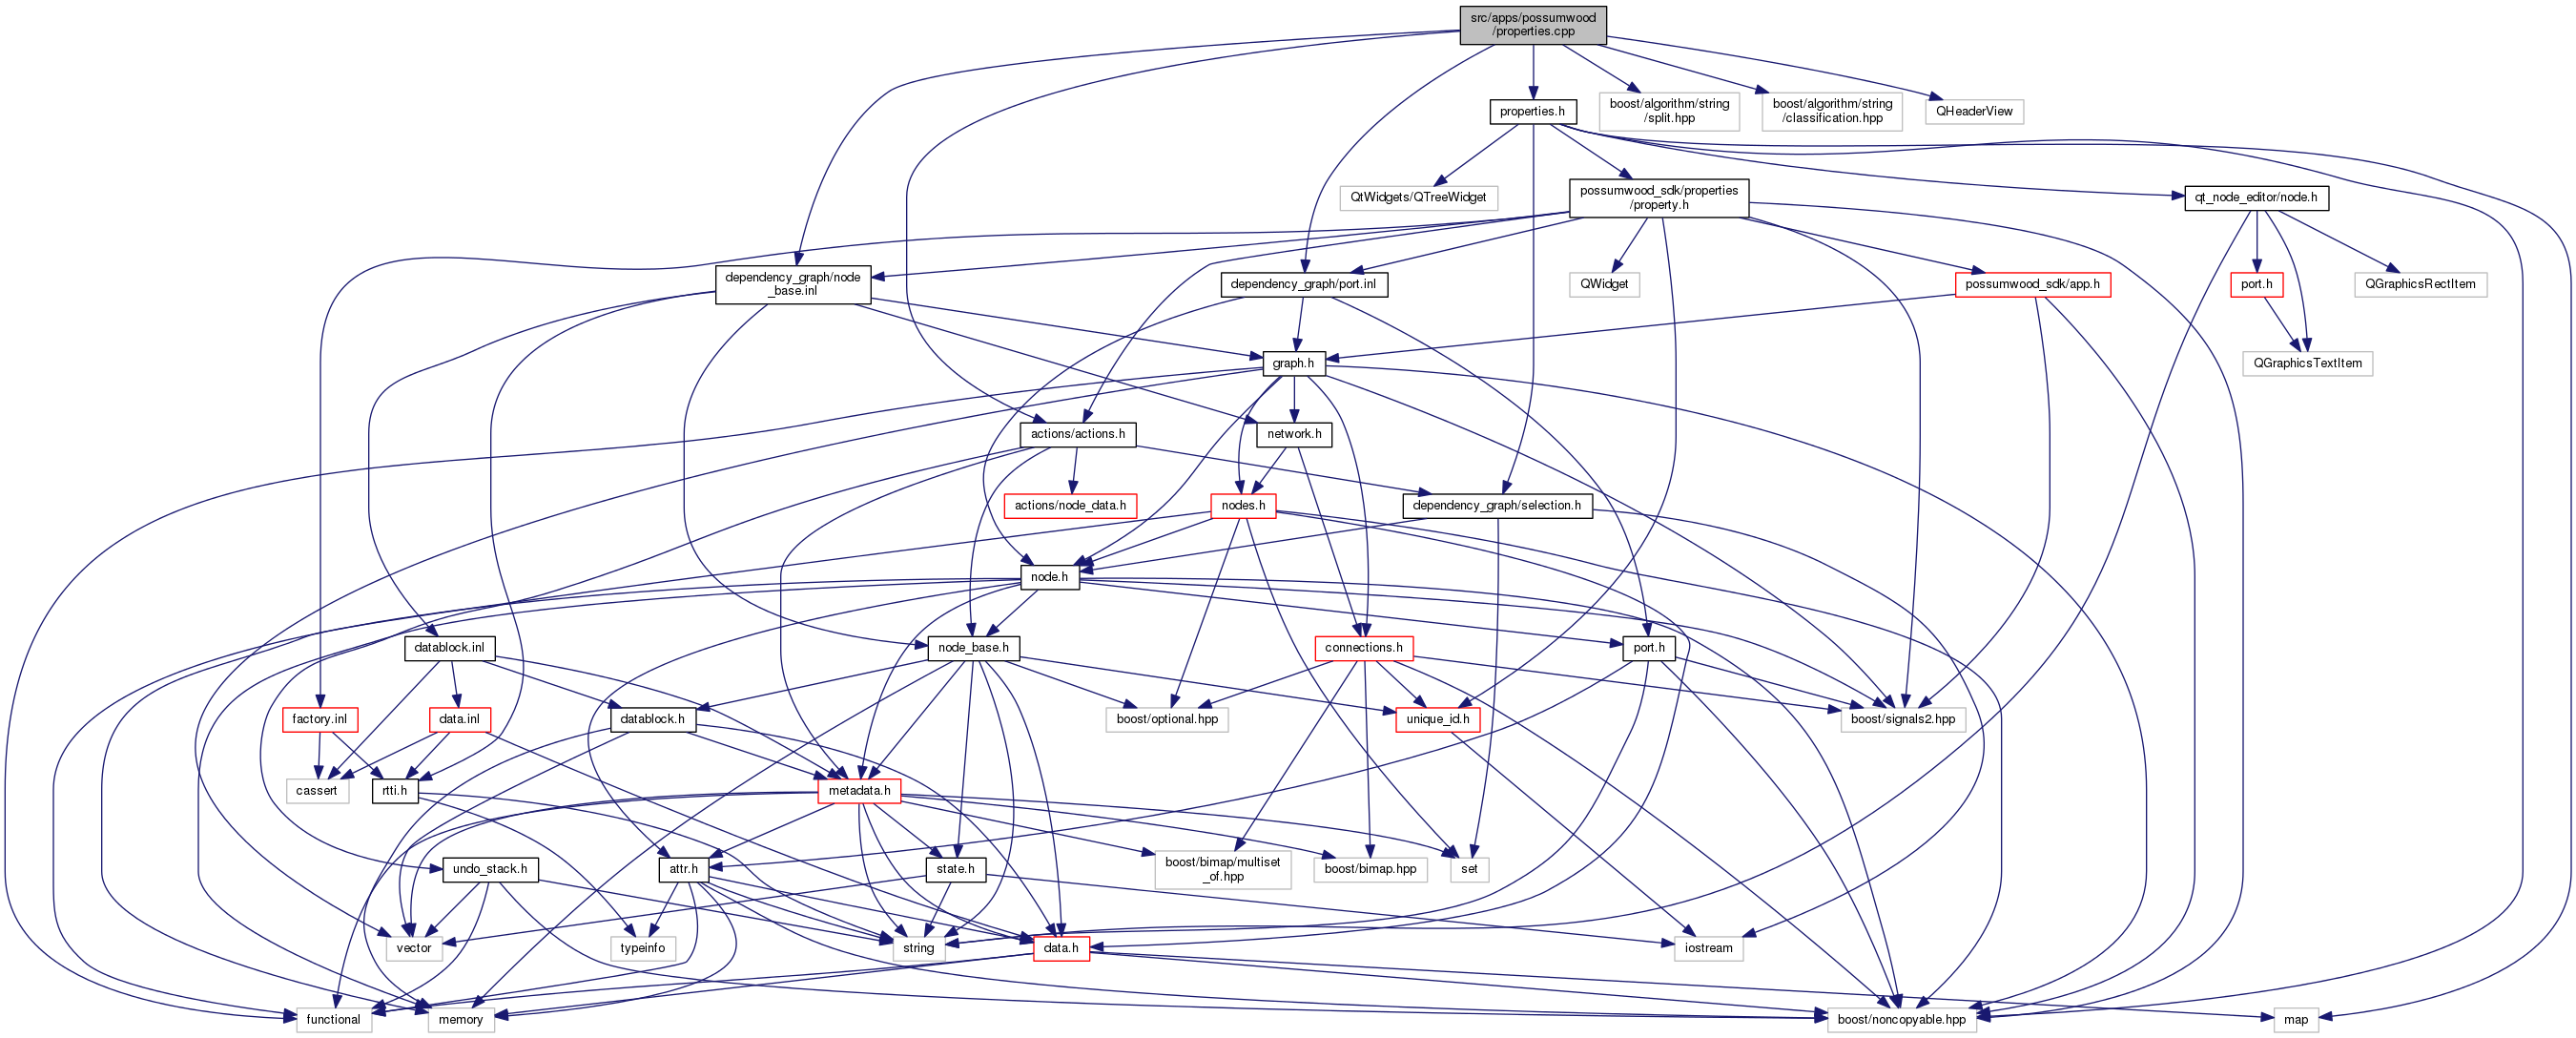 src/apps/possumwood
/properties.cpp
properties.h
boost/algorithm/string
/split.hpp
boost/algorithm/string
/classification.hpp
QHeaderView
QtWidgets/QTreeWidget
possumwood_sdk/properties
/property.h
qt_node_editor/node.h
dependency_graph/node
_base.inl
dependency_graph/port.inl
QWidget
possumwood_sdk/app.h
port.h
QGraphicsRectItem
graph.h
QGraphicsTextItem
actions/actions.h
network.h
actions/node_data.h
nodes.h
dependency_graph/selection.h
node.h
datablock.inl
node_base.h
connections.h
port.h
factory.inl
data.inl
datablock.h
boost/optional.hpp
unique_id.h
boost/signals2.hpp
cassert
rtti.h
metadata.h
undo_stack.h
attr.h
state.h
boost/bimap/multiset
_of.hpp
boost/bimap.hpp
set
vector
typeinfo
string
data.h
iostream
functional
memory
boost/noncopyable.hpp
map